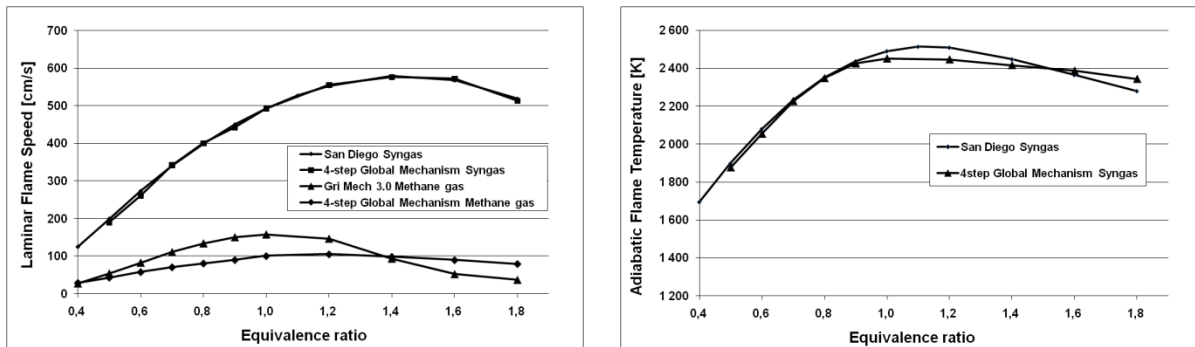 Laminar Flame Speed [cm/s]
700
600
500
400
300
200
100
0
San Diego Syngas
4-step Global Mechanism Syngas
Gri Mech 3.0 Methane gas
4-step Global Mechanism Methane gas
0,4 0,6 0,8 1,0 1,2 1,4 1,6 1,8
Equivalence ratio
Adiabatic Flame Temperature [K]
2 600
2 400
2 200
2 000
1 800
1 600
1 400
1 200
San Diego Syngas
4step Global Mechanism Syngas
0,4 0,6 0,8 1,0 1,2 1,4 1,6 1,8
Equivalence ratio